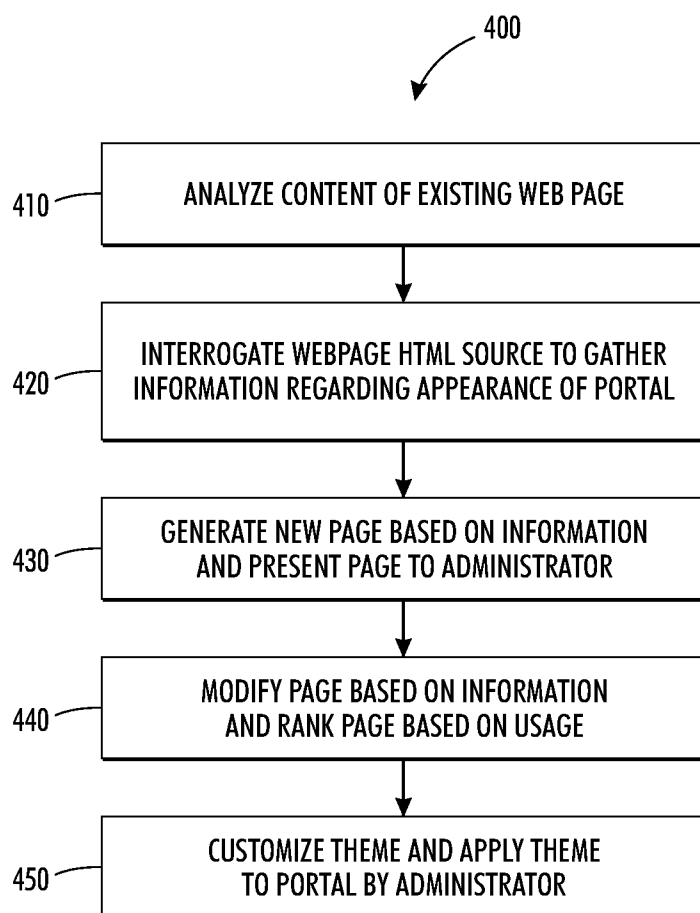 400
410
ANALYZE CONTENT OF EXISTING WEB PAGE
420
INTERROGATE WEBPAGE HTML SOURCE TO GATHER
INFORMATION REGARDING APPEARANCE OF PORTAL
430
GENERATE NEW PAGE BASED ON INFORMATION
AND PRESENT PAGE TO ADMINISTRATOR
440
MODIFY PAGE BASED ON INFORMATION
AND RANK PAGE BASED ON USAGE
450
CUSTOMIZE THEME AND APPLY THEME
TO PORTAL BY ADMINISTRATOR